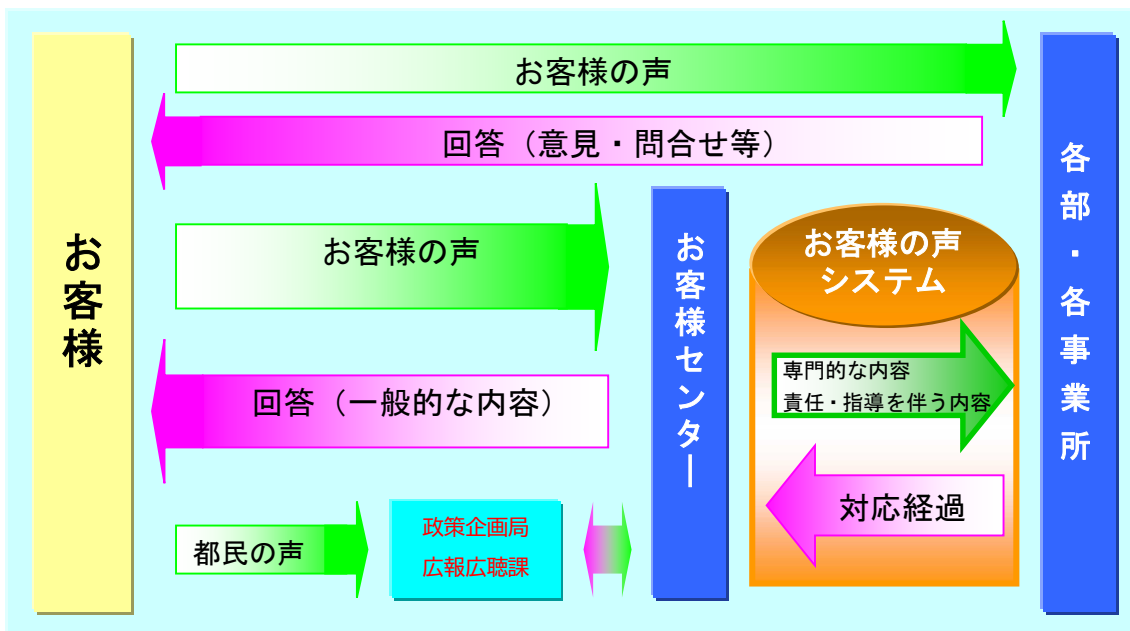 お客様
お客様の声
回答（意見・問合せ等）
お客様の声
回答（一般的な内容）
都民の声
政策企画局
広報広聴課
お客様センター
お客様の声
システム
専門的な内容
責任・指導を伴う内容
対応経過
各部・各事業所